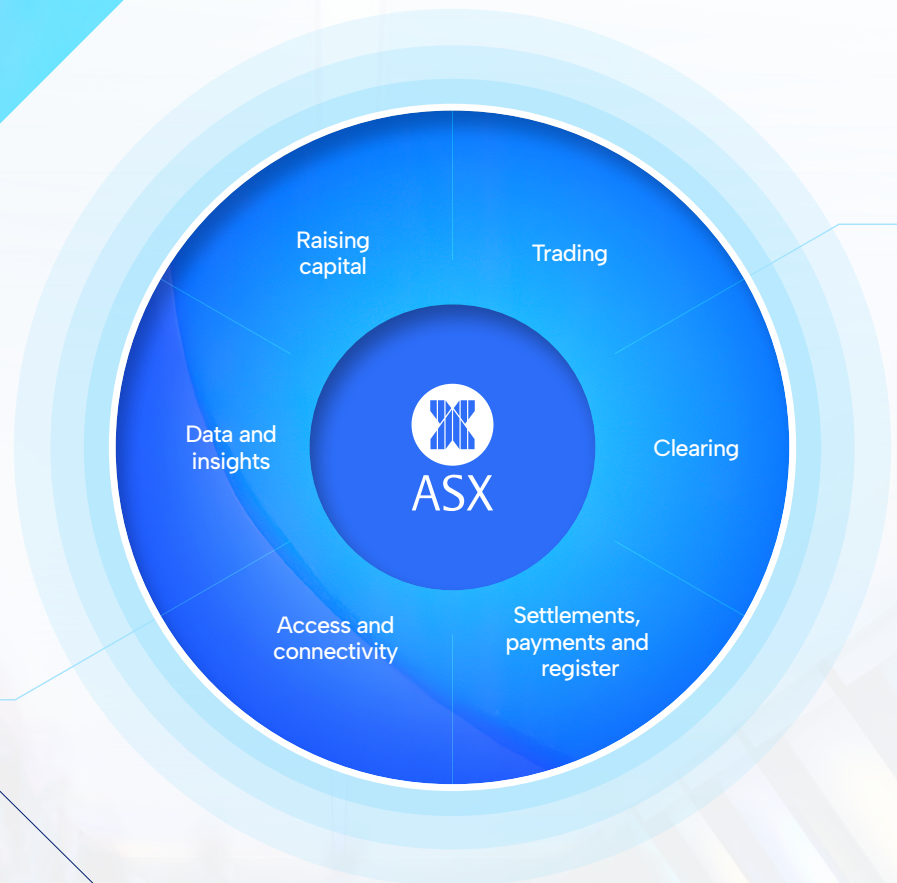 Raising
capital
Trading
Data and
insights
Clearing
ASX
Access and
connectivity
Settlements,
payments and
register